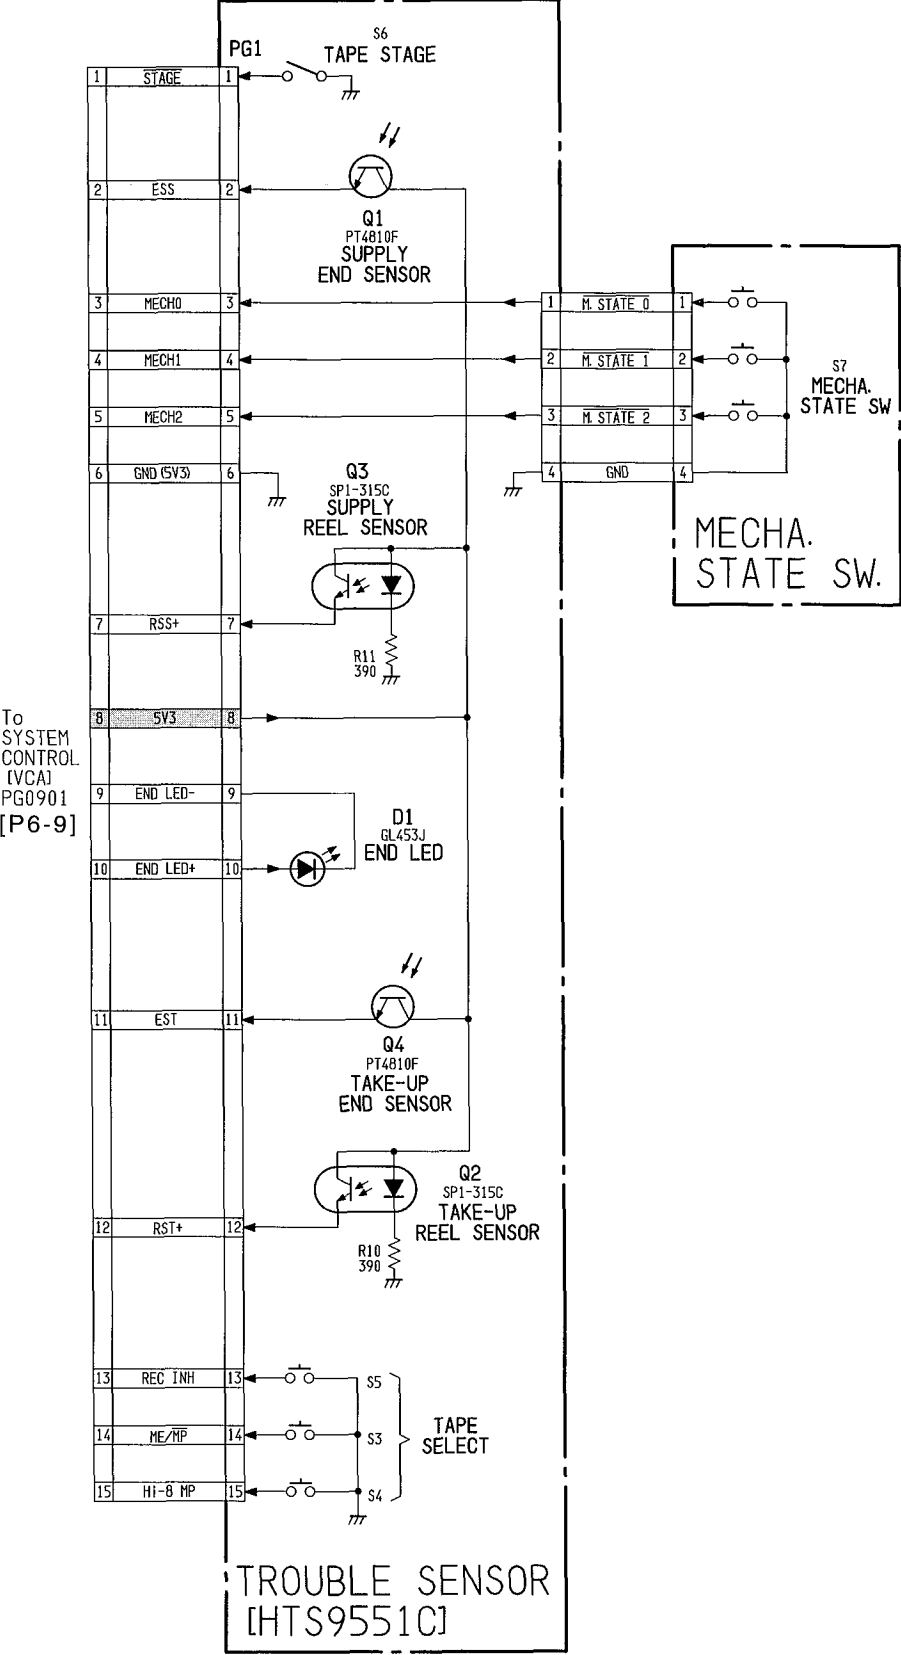 S6
PG1
TAPE STAGE
1 STAGE 1
2 ESS 2
Q1
PT4810F
SUPPLY
END SENSOR
3 MECH0 3
1 M. STATE 0 1
4 MECH1 4
2 M. STATE 1 2
S7
MECHA.
STATE SW
5 MECH2 5
3 M. STATE 2 3
6 GND (5V3) 6
4 GND 4
Q3
SP1-315C
SUPPLY
REEL SENSOR
MECHA.
STATE SW.
7 RSS+ 7
R11
390
8 5V3 8
To
SYSTEM
CONTROL
[VCA]
PG0901
[P6-9]
9 END LED- 9
D1
GL453J
END LED
10 END LED+ 10
11 EST 11
Q4
PT4810F
TAKE-UP
END SENSOR
Q2
SP1-315C
TAKE-UP
REEL SENSOR
12 RST+ 12
R10
390
13 REC INH 13
S5
14 ME/MP 14
S3
TAPE
SELECT
15 Hi-8 MP 15
S4
TROUBLE SENSOR
[HTS9551C]